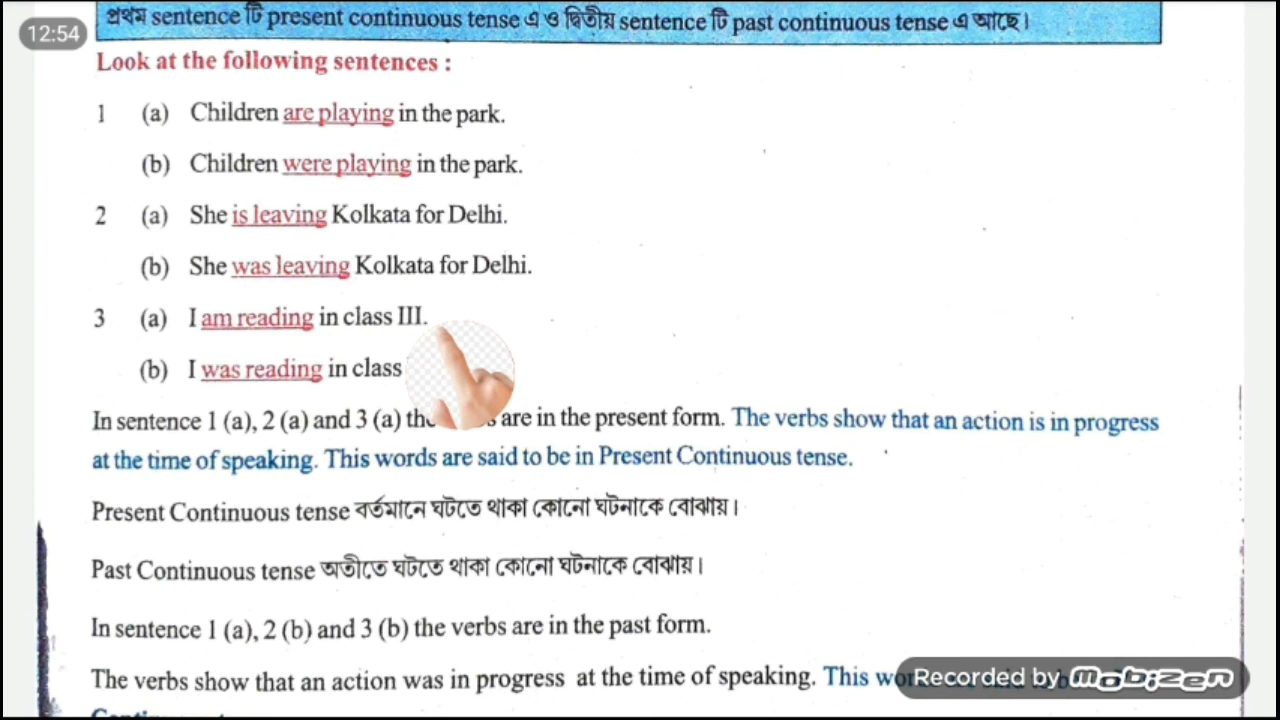 প্রথম sentence টি present continuous tense এ ও দ্বিতীয় sentence টি past continuous tense এ আছে।
12:54
Look at the following sentences :
1 (a) Children are playing in the park.
(b) Children were playing in the park.
2 (a) She is leaving Kolkata for Delhi.
(b) She was leaving Kolkata for Delhi.
3 (a) I am reading in class III.
(b) I was reading in class
In sentence 1 (a), 2 (a) and 3 (a) are in the present form. The verbs show that an action is in progress
at the time of speaking. This words are said to be in Present Continuous tense.
Present Continuous tense বর্তমানে ঘটতে থাকা কোনো ঘটনাকে বোঝায়।
Past Continuous tense অতীতে ঘটতে থাকা কোনো ঘটনাকে বোঝায়।
In sentence 1 (a), 2 (b) and 3 (b) the verbs are in the past form.
The verbs show that an action was in progress at the time of speaking. This
Recorded by mobizen